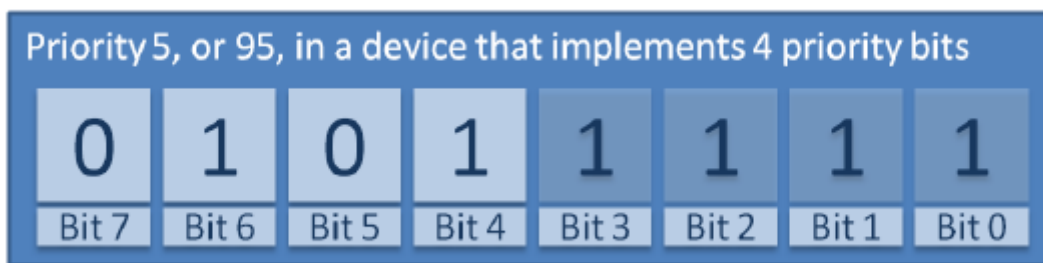 Priority 5, or 95, in a device that implements 4 priority bits
0 1 0 1 1 1 1 1
Bit 7 Bit 6 Bit 5 Bit 4 Bit 3 Bit 2 Bit 1 Bit 0